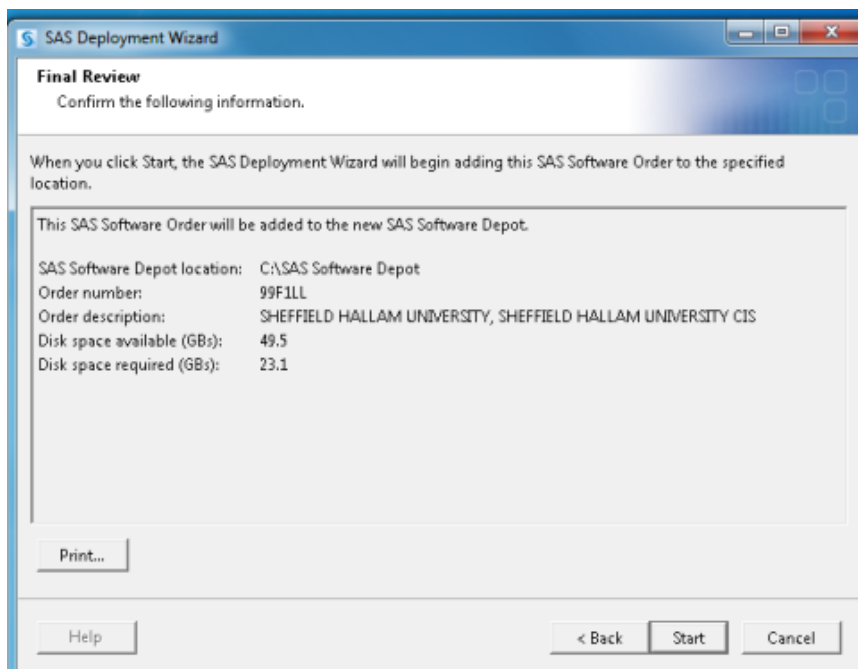 SAS Deployment Wizard
Final Review
Confirm the following information.
When you click Start, the SAS Deployment Wizard will begin adding this SAS Software Order to the specified
location.
This SAS Software Order will be added to the new SAS Software Depot.
SAS Software Depot location: C:\SAS Software Depot
Order number: 99F1LL
Order description: SHEFFIELD HALLAM UNIVERSITY, SHEFFIELD HALLAM UNIVERSITY CIS
Disk space available (GBs): 49.5
Disk space required (GBs): 23.1
Print...
Help < Back Start Cancel